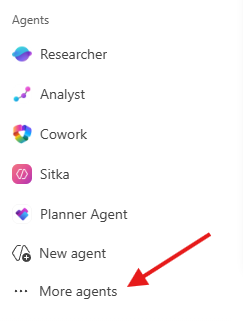 Agents
Researcher
Analyst
Cowork
Sitka
Planner Agent
New agent
More agents